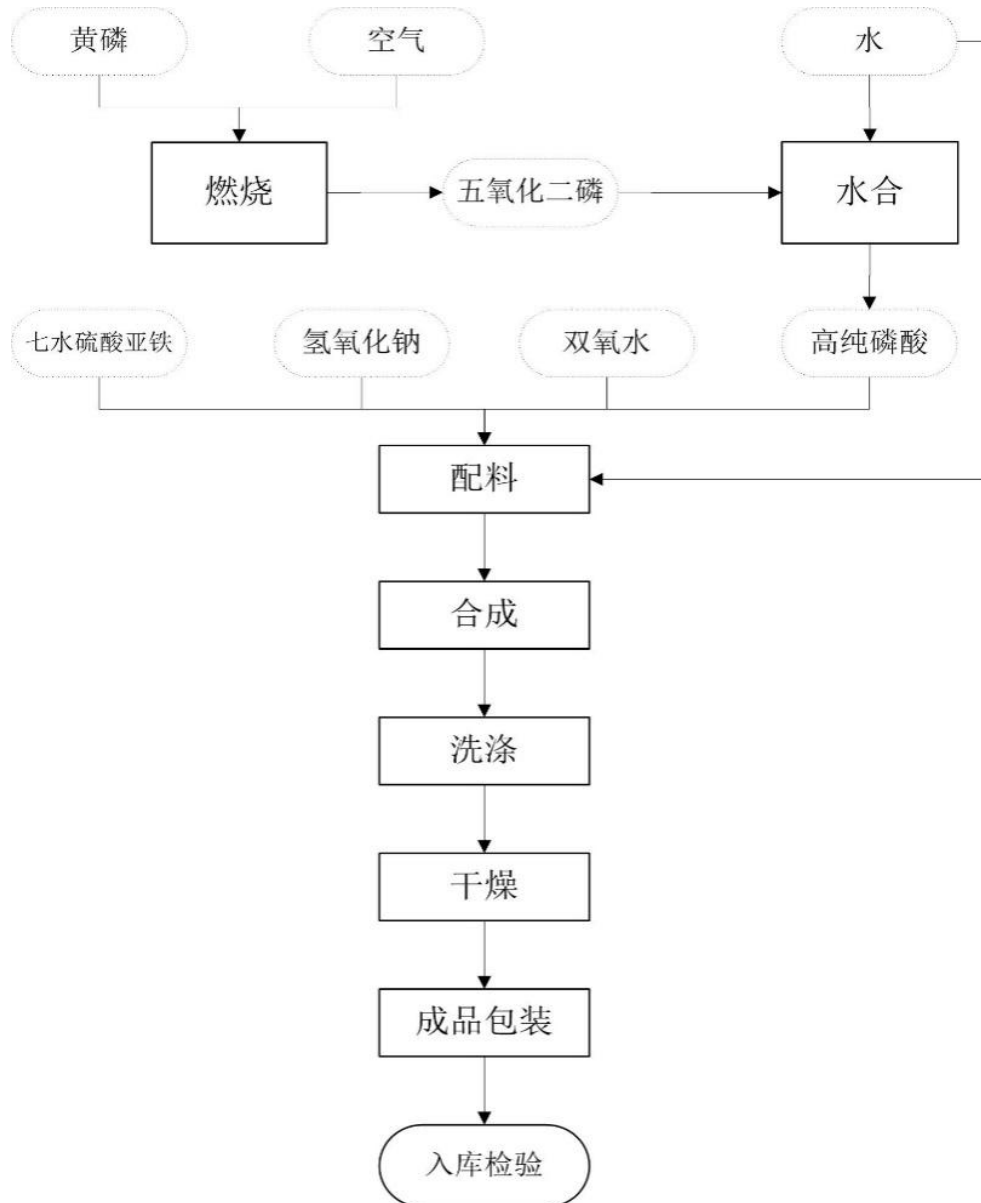 黄磷
空气
水
燃烧
五氧化二磷
水合
七水硫酸亚铁
氢氧化钠
双氧水
高纯磷酸
配料
合成
洗涤
干燥
成品包装
入库检验